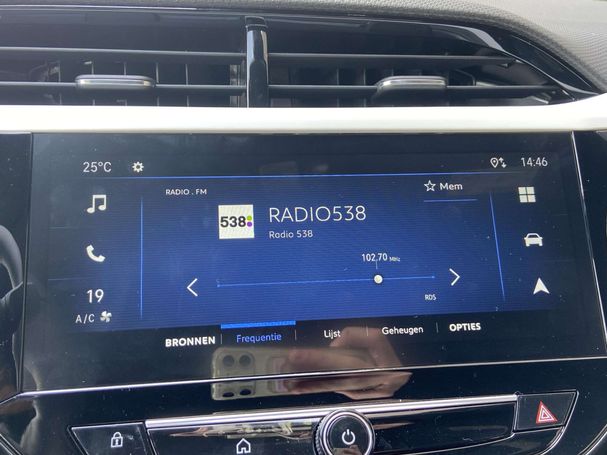 25°C
14:46
RADIO . FM
Mem
538
RADIO538
Radio 538
102,70 MHz
19
RDS
A/C
BRONNEN Frequentie Lijst Geheugen OPTIES